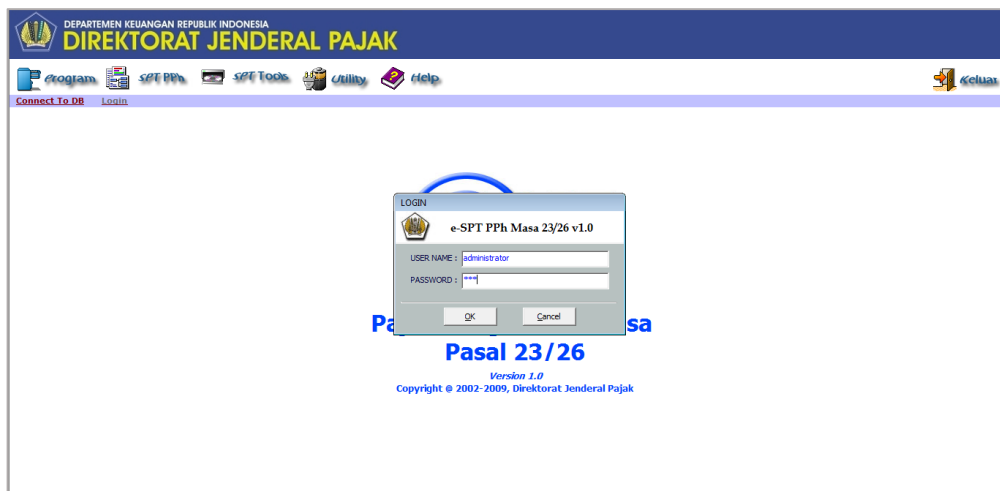 DEPARTEMEN KEUANGAN REPUBLIK INDONESIA
DIREKTORAT JENDERAL PAJAK
Program SPT PPh SPT Tools Utility Help Keluar
Connect To DB Login
LOGIN
e-SPT PPh Masa 23/26 v1.0
USER NAME : administrator
PASSWORD : ***
OK Cancel
Pasal 23/26
Version 1.0
Copyright @ 2002-2009, Direktorat Jenderal Pajak